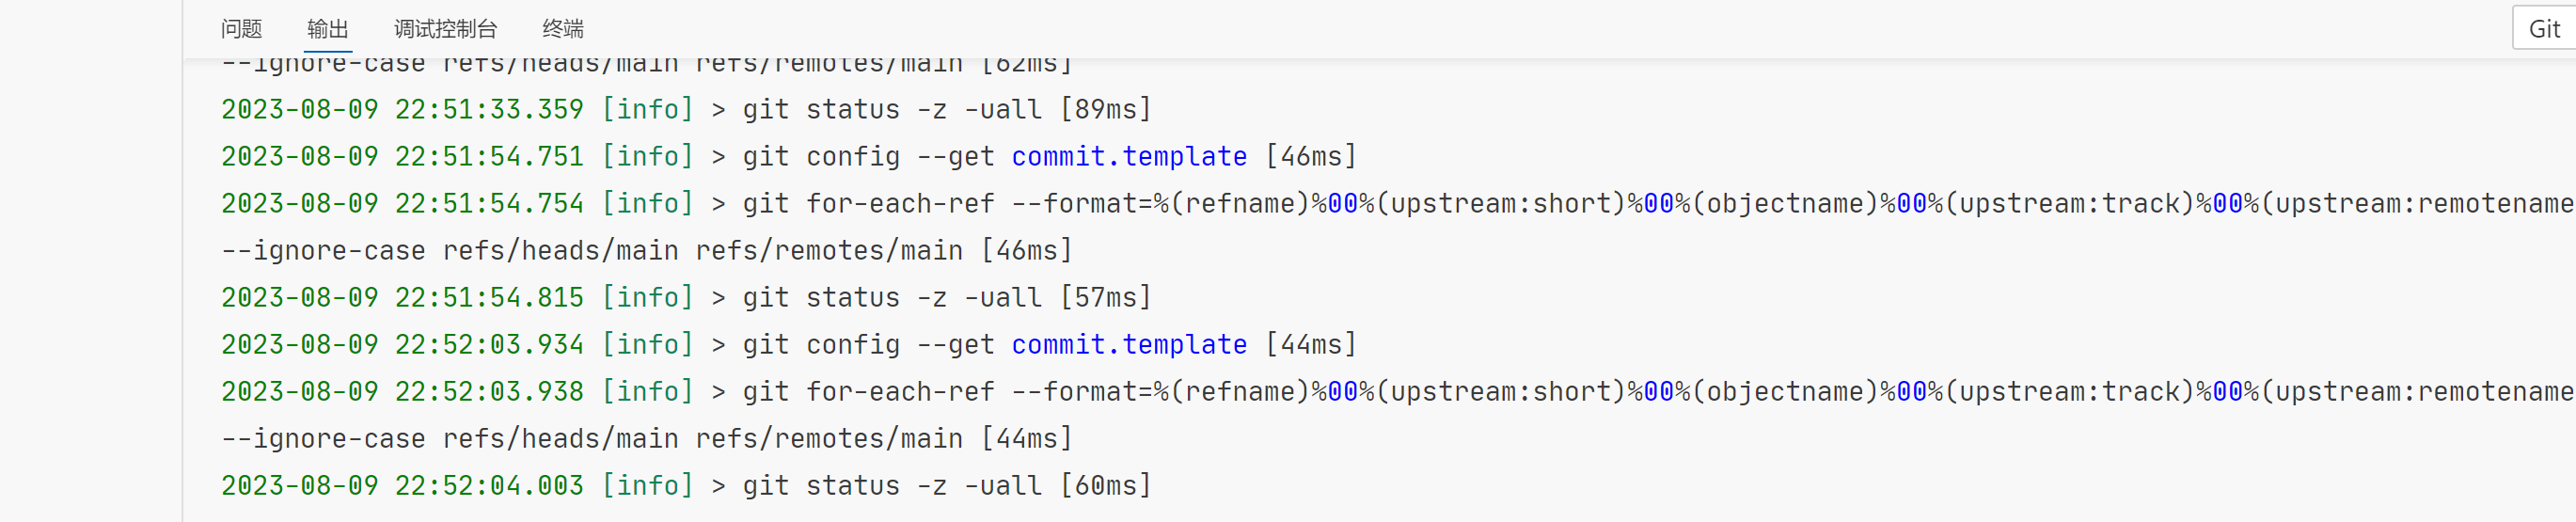 问题 输出 调试控制台 终端 Git
--ignore-case refs/heads/main refs/remotes/main [62ms]
2023-08-09 22:51:33.359 [info] > git status -z -uall [89ms]
2023-08-09 22:51:54.751 [info] > git config --get commit.template [46ms]
2023-08-09 22:51:54.754 [info] > git for-each-ref --format=%(refname)%00%(upstream:short)%00%(objectname)%00%(upstream:track)%00%(upstream:remotename
--ignore-case refs/heads/main refs/remotes/main [46ms]
2023-08-09 22:51:54.815 [info] > git status -z -uall [57ms]
2023-08-09 22:52:03.934 [info] > git config --get commit.template [44ms]
2023-08-09 22:52:03.938 [info] > git for-each-ref --format=%(refname)%00%(upstream:short)%00%(objectname)%00%(upstream:track)%00%(upstream:remotename
--ignore-case refs/heads/main refs/remotes/main [44ms]
2023-08-09 22:52:04.003 [info] > git status -z -uall [60ms]